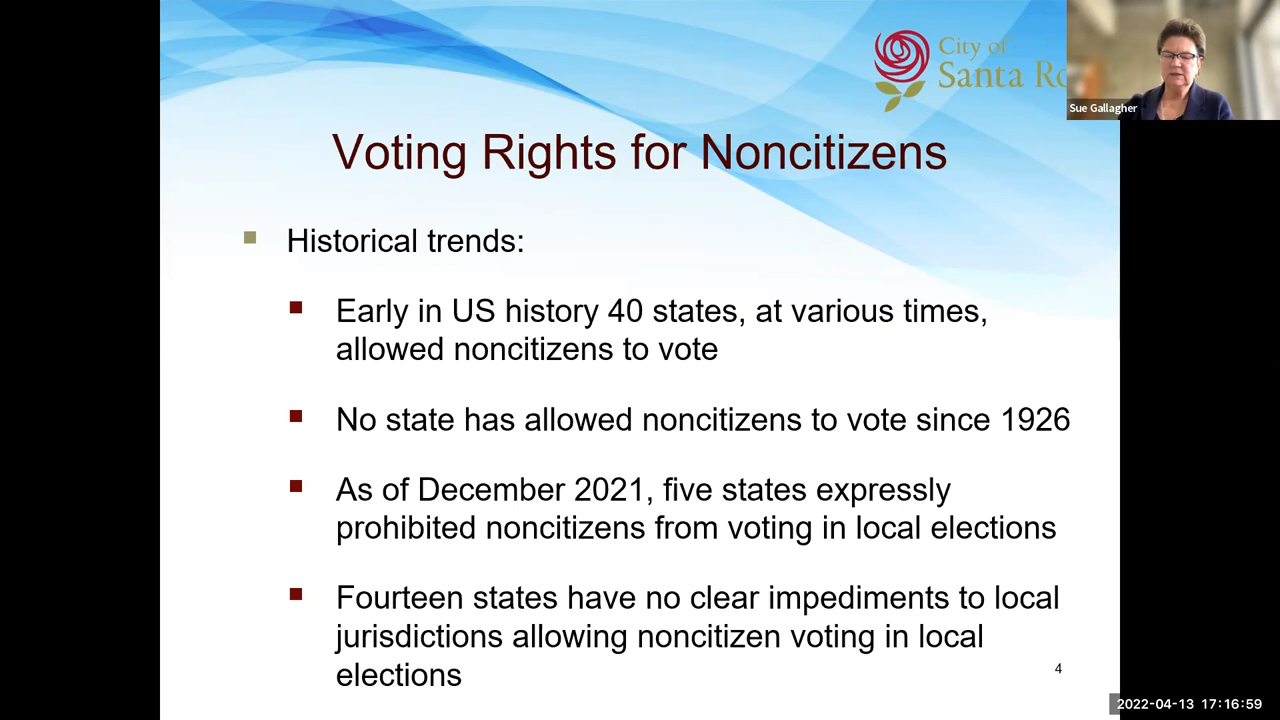 City of
Santa Ro
Sue Gallagher
Voting Rights for Noncitizens
Historical trends:
Early in US history 40 states, at various times,
allowed noncitizens to vote
No state has allowed noncitizens to vote since 1926
As of December 2021, five states expressly
prohibited noncitizens from voting in local elections
Fourteen states have no clear impediments to local
jurisdictions allowing noncitizen voting in local
elections
4
2022-04-13 17:16:59